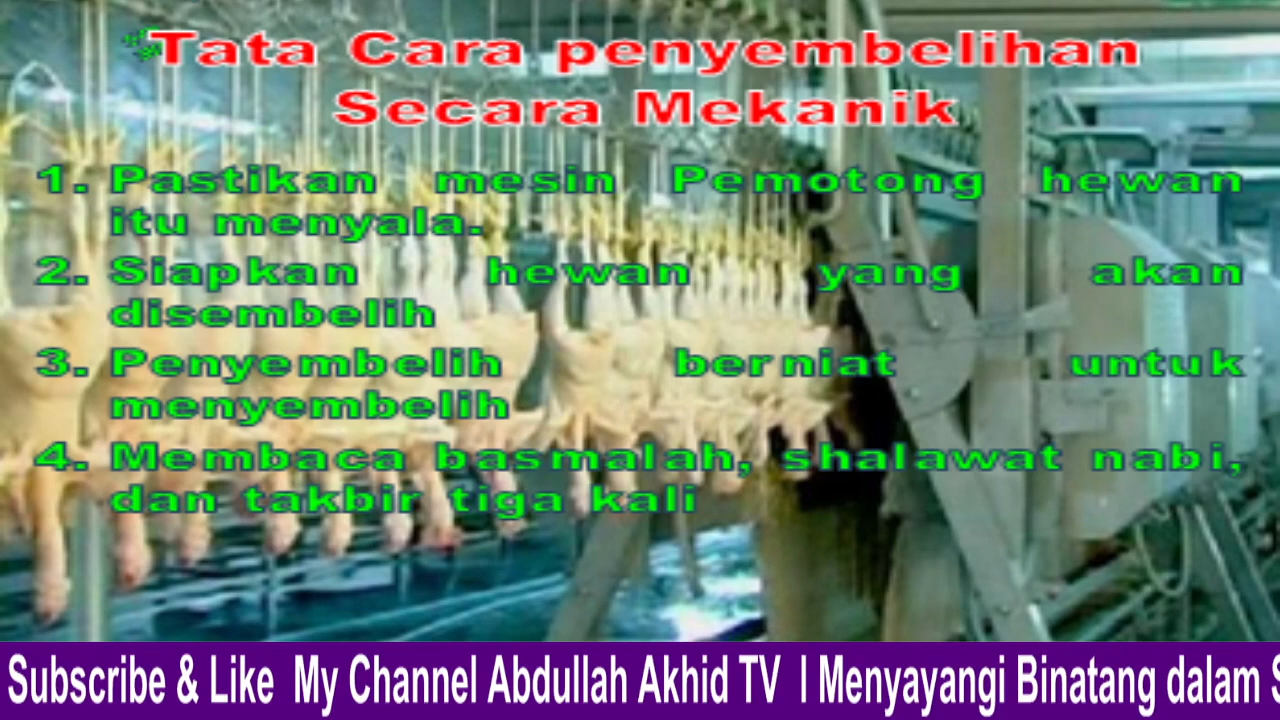 Tata Cara penyembelihan
Secara Mekanik
1. Pastikan mesin Pemotong hewan
itu menyala.
2. Siapkan hewan yang akan
disembelih
3. Penyembelih berniat untuk
menyembelih
4. Membaca basmalah, shalawat nabi,
dan takbir tiga kali
Subscribe & Like My Channel Abdullah Akhid TV I Menyayangi Binatang dalam S